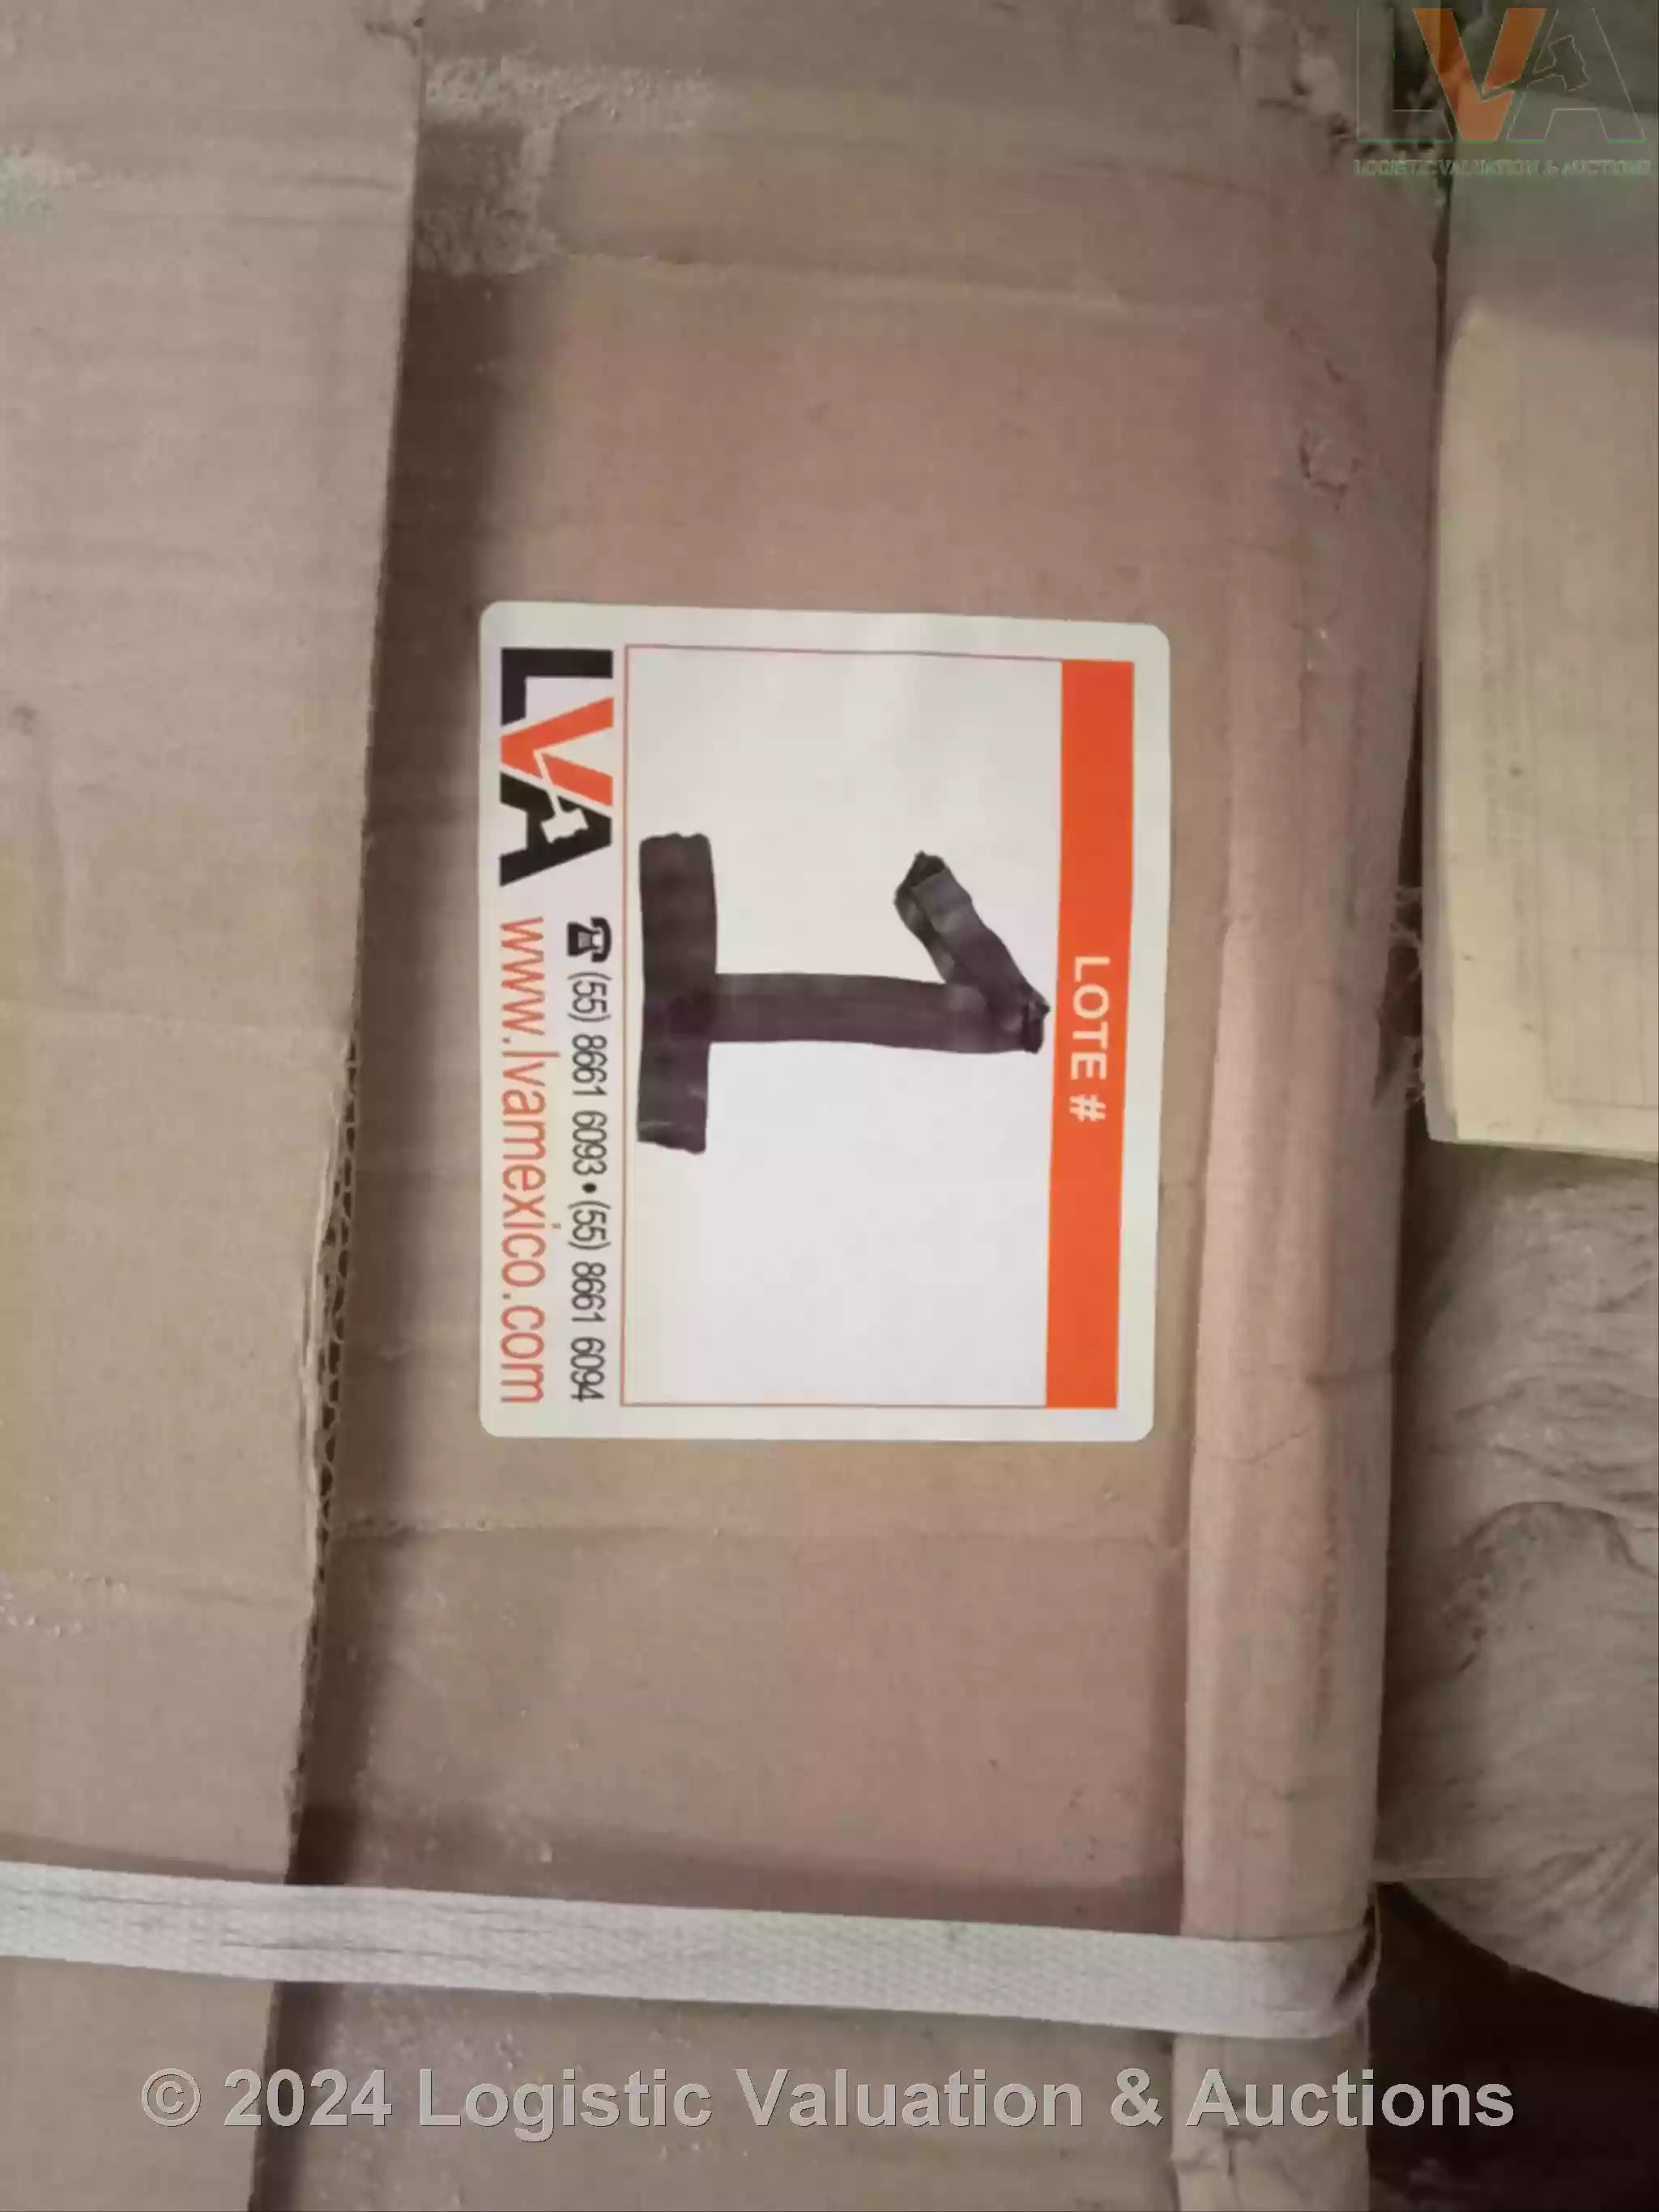 LVA
LOGISTIC VALUATION & AUCTIONS
LOTE #
1
LVA
☎ (55) 8661 6093 • (55) 8661 6094
www.lvamexico.com
© 2024 Logistic Valuation & Auctions